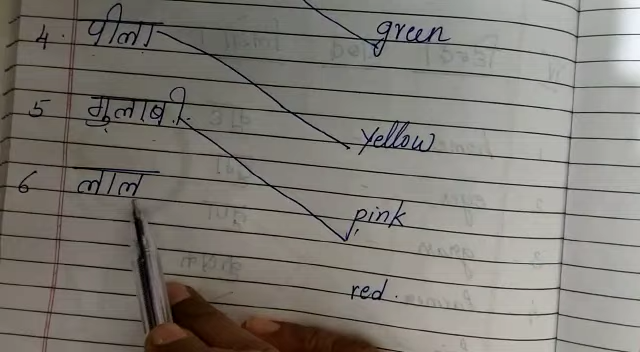 green
4. पीला
yellow
5 गुलाबी.
pink
6 लाल
red.